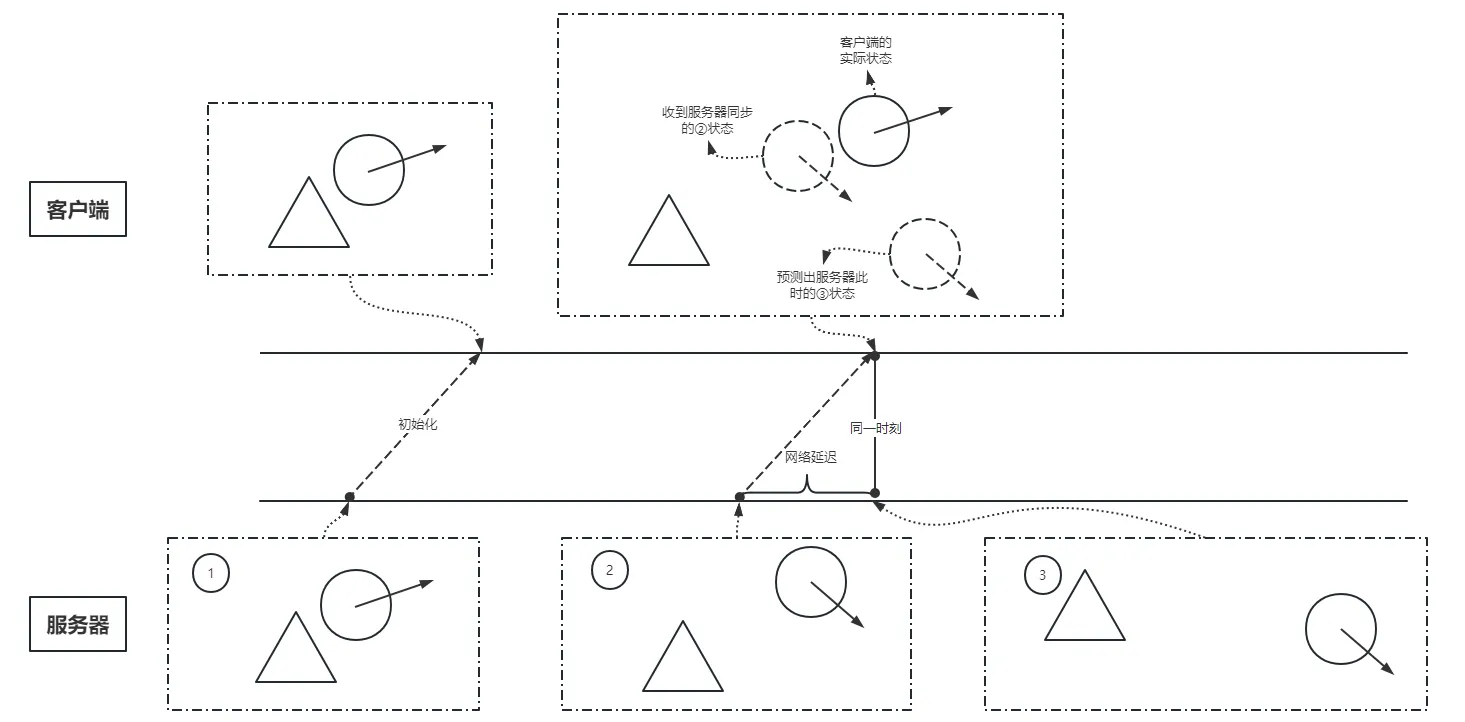 客户端的
实际状态
收到服务器同步
的②状态
客户端
预测出服务器此
时的③状态
初始化
同一时刻
网络延迟
1
2
3
服务器